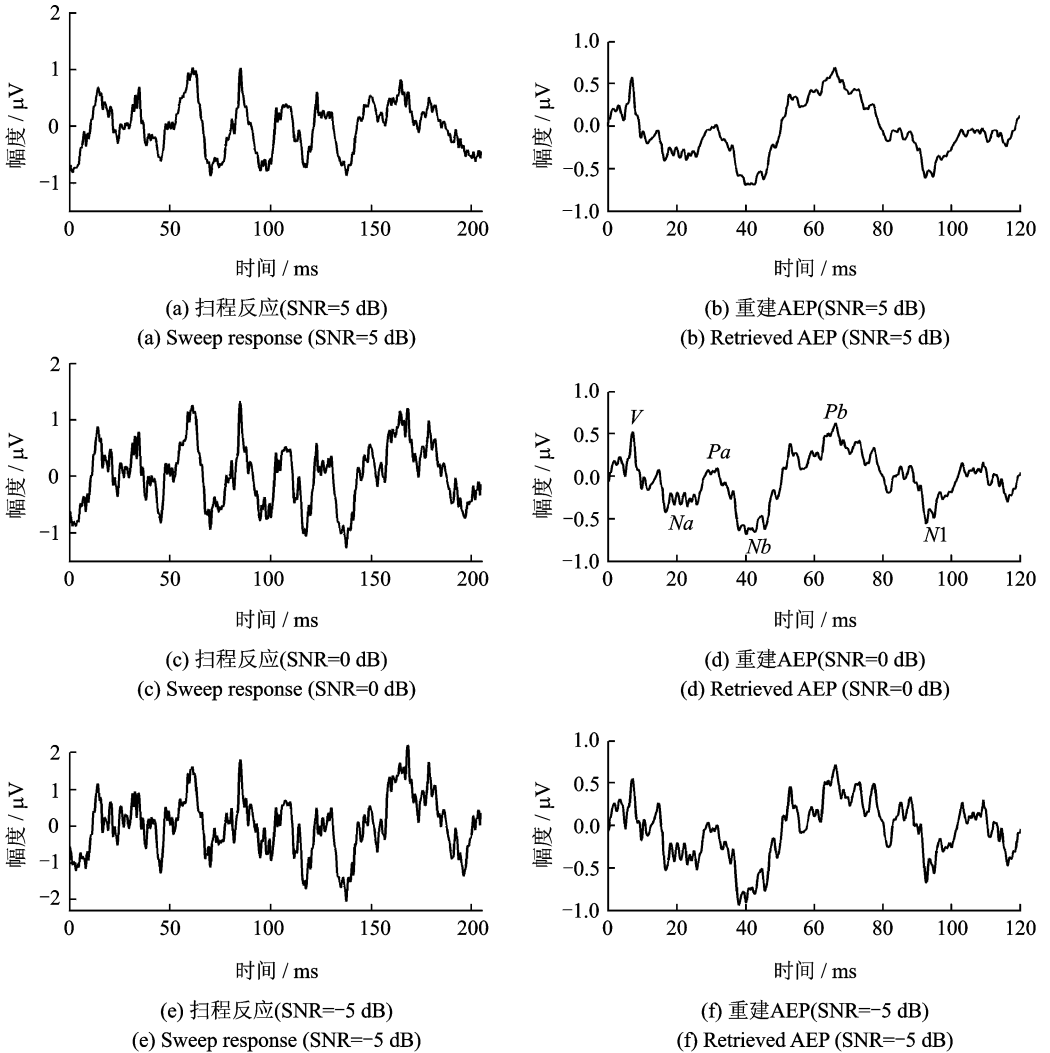 2
1
0
−1
幅度 / μV
0
50
100
150
200
时间 / ms
(a) 扫程反应(SNR=5 dB)
(a) Sweep response (SNR=5 dB)
1.0
0.5
0
−0.5
−1.0
幅度 / μV
0
20
40
60
80
100
120
时间 / ms
(b) 重建AEP(SNR=5 dB)
(b) Retrieved AEP (SNR=5 dB)
2
1
0
−1
幅度 / μV
0
50
100
150
200
时间 / ms
(c) 扫程反应(SNR=0 dB)
(c) Sweep response (SNR=0 dB)
1.0
0.5
0
−0.5
−1.0
幅度 / μV
V
Na
Pa
Nb
Pb
N1
0
20
40
60
80
100
120
时间 / ms
(d) 重建AEP(SNR=0 dB)
(d) Retrieved AEP (SNR=0 dB)
2
1
0
−1
−2
幅度 / μV
0
50
100
150
200
时间 / ms
(e) 扫程反应(SNR=−5 dB)
(e) Sweep response (SNR=−5 dB)
1.0
0.5
0
−0.5
−1.0
幅度 / μV
0
20
40
60
80
100
120
时间 / ms
(f) 重建AEP(SNR=−5 dB)
(f) Retrieved AEP (SNR=−5 dB)